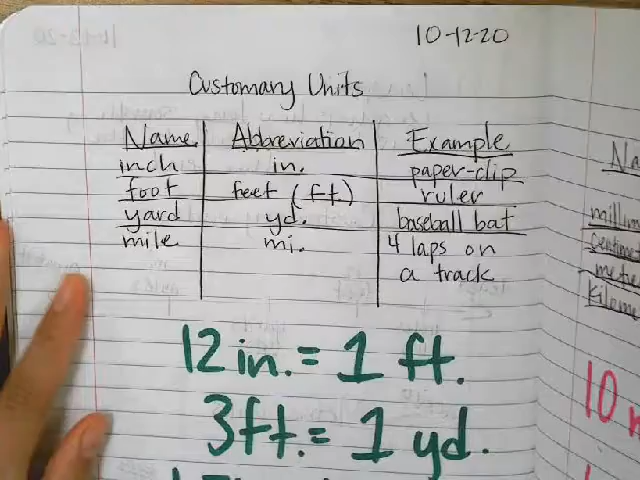 10-12-20
Customary Units
Name Abbreviation Example
inch in. paper-clip
foot feet (ft.) ruler
yard yd. baseball bat
mile mi. 4 laps on
a track
12 in. = 1 ft.
3 ft. = 1 yd.
10